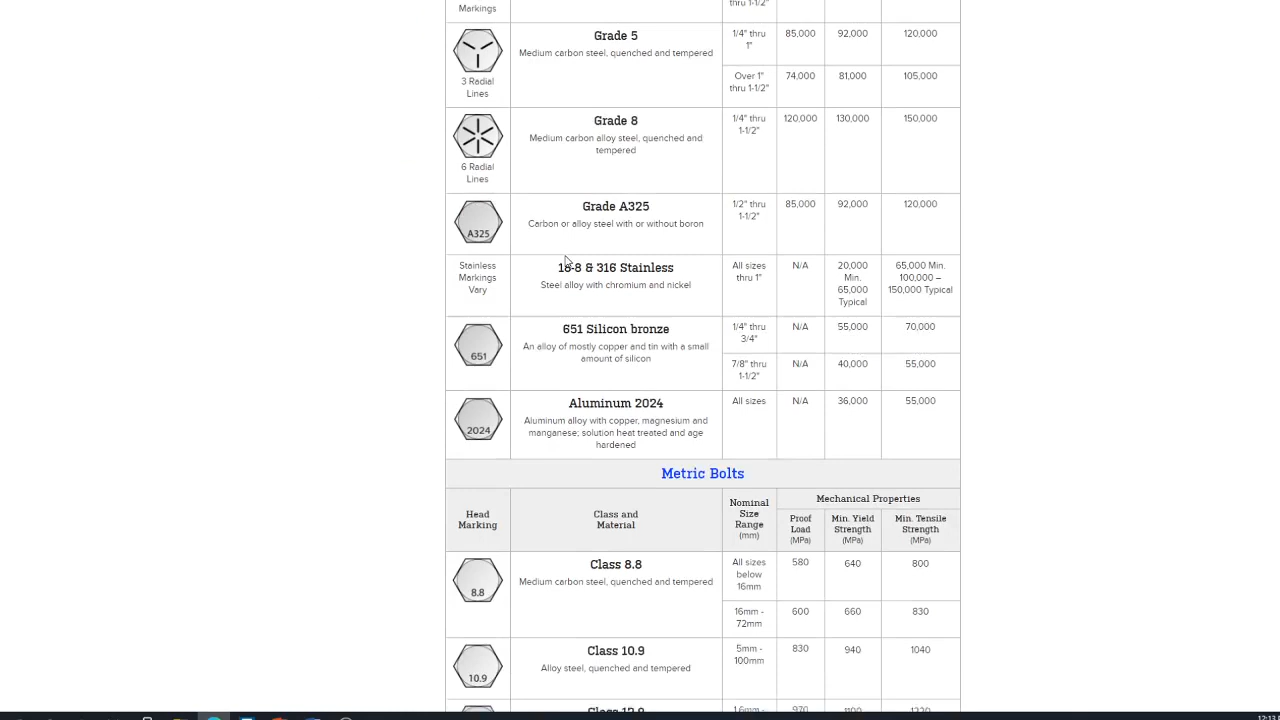 Markings
thru 1-1/2"
3 Radial
Lines
Grade 5
Medium carbon steel, quenched and tempered
1/4" thru
1"
85,000
92,000
120,000
Over 1"
thru 1-1/2"
74,000
81,000
105,000
6 Radial
Lines
Grade 8
Medium carbon alloy steel, quenched and
tempered
1/4" thru
1-1/2"
120,000
130,000
150,000
A325
Grade A325
Carbon or alloy steel with or without boron
1/2" thru
1-1/2"
85,000
92,000
120,000
Stainless
Markings
Vary
18-8 & 316 Stainless
Steel alloy with chromium and nickel
All sizes
thru 1"
N/A
20,000
Min.
65,000
Typical
65,000 Min.
100,000 –
150,000 Typical
651
651 Silicon bronze
An alloy of mostly copper and tin with a small
amount of silicon
1/4" thru
3/4"
N/A
55,000
70,000
7/8" thru
1-1/2"
N/A
40,000
55,000
2024
Aluminum 2024
Aluminum alloy with copper, magnesium and
manganese; solution heat treated and age
hardened
All sizes
N/A
36,000
55,000
Metric Bolts
Head
Marking
Class and
Material
Nominal
Size
Range
(mm)
Mechanical Properties
Proof
Load
(MPa)
Min. Yield
Strength
(MPa)
Min. Tensile
Strength
(MPa)
8.8
Class 8.8
Medium carbon steel, quenched and tempered
All sizes
below
16mm
580
640
800
16mm -
72mm
600
660
830
10.9
Class 10.9
Alloy steel, quenched and tempered
5mm -
100mm
830
940
1040
Class 12.9
1.6mm -
970
1100
1220